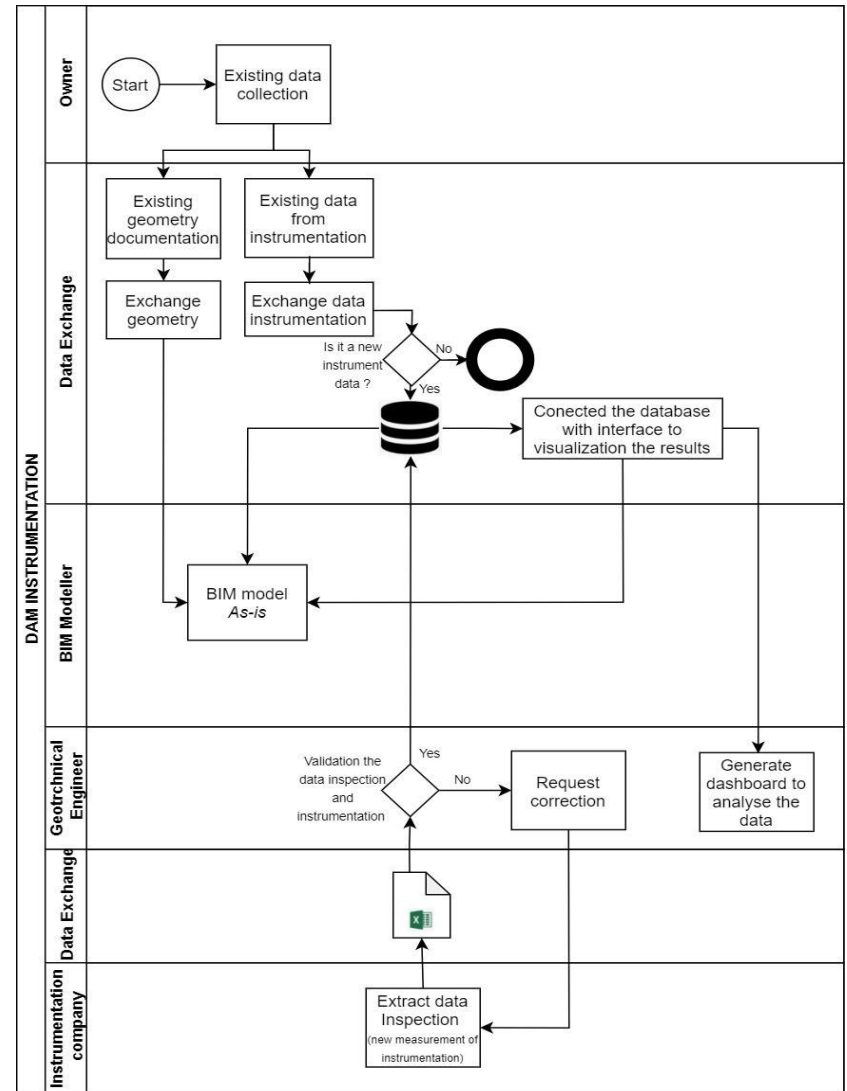 DAM INSTRUMENTATION
Owner
Start
Existing data
collection
Data Exchange
Existing
geometry
documentation
Existing data
from
instrumentation
Exchange
geometry
Exchange data
instrumentation
Is it a new
instrument
data ?
No
Yes
Conected the database
with interface to
visualization the results
BIM Modeller
BIM model
As-is
Geotrchnical
Engineer
Validation the
data inspection
and
instrumentation
Yes
No
Request
correction
Generate
dashboard to
analyse the
data
Data Exchange
X
Instrumentation
company
Extract data
Inspection
(new measurement of
instrumentation)